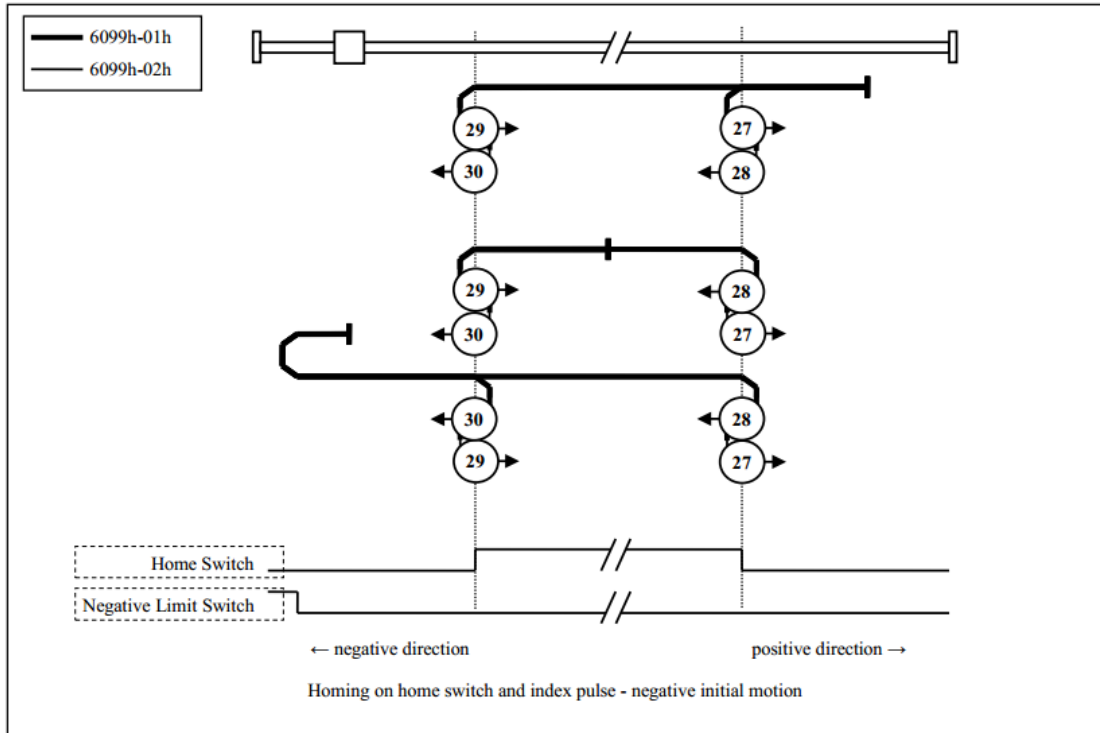 6099h-01h
6099h-02h
29 27
30 28
29 28
30 27
30 28
29 27
Home Switch
Negative Limit Switch
← negative direction positive direction →
Homing on home switch and index pulse - negative initial motion